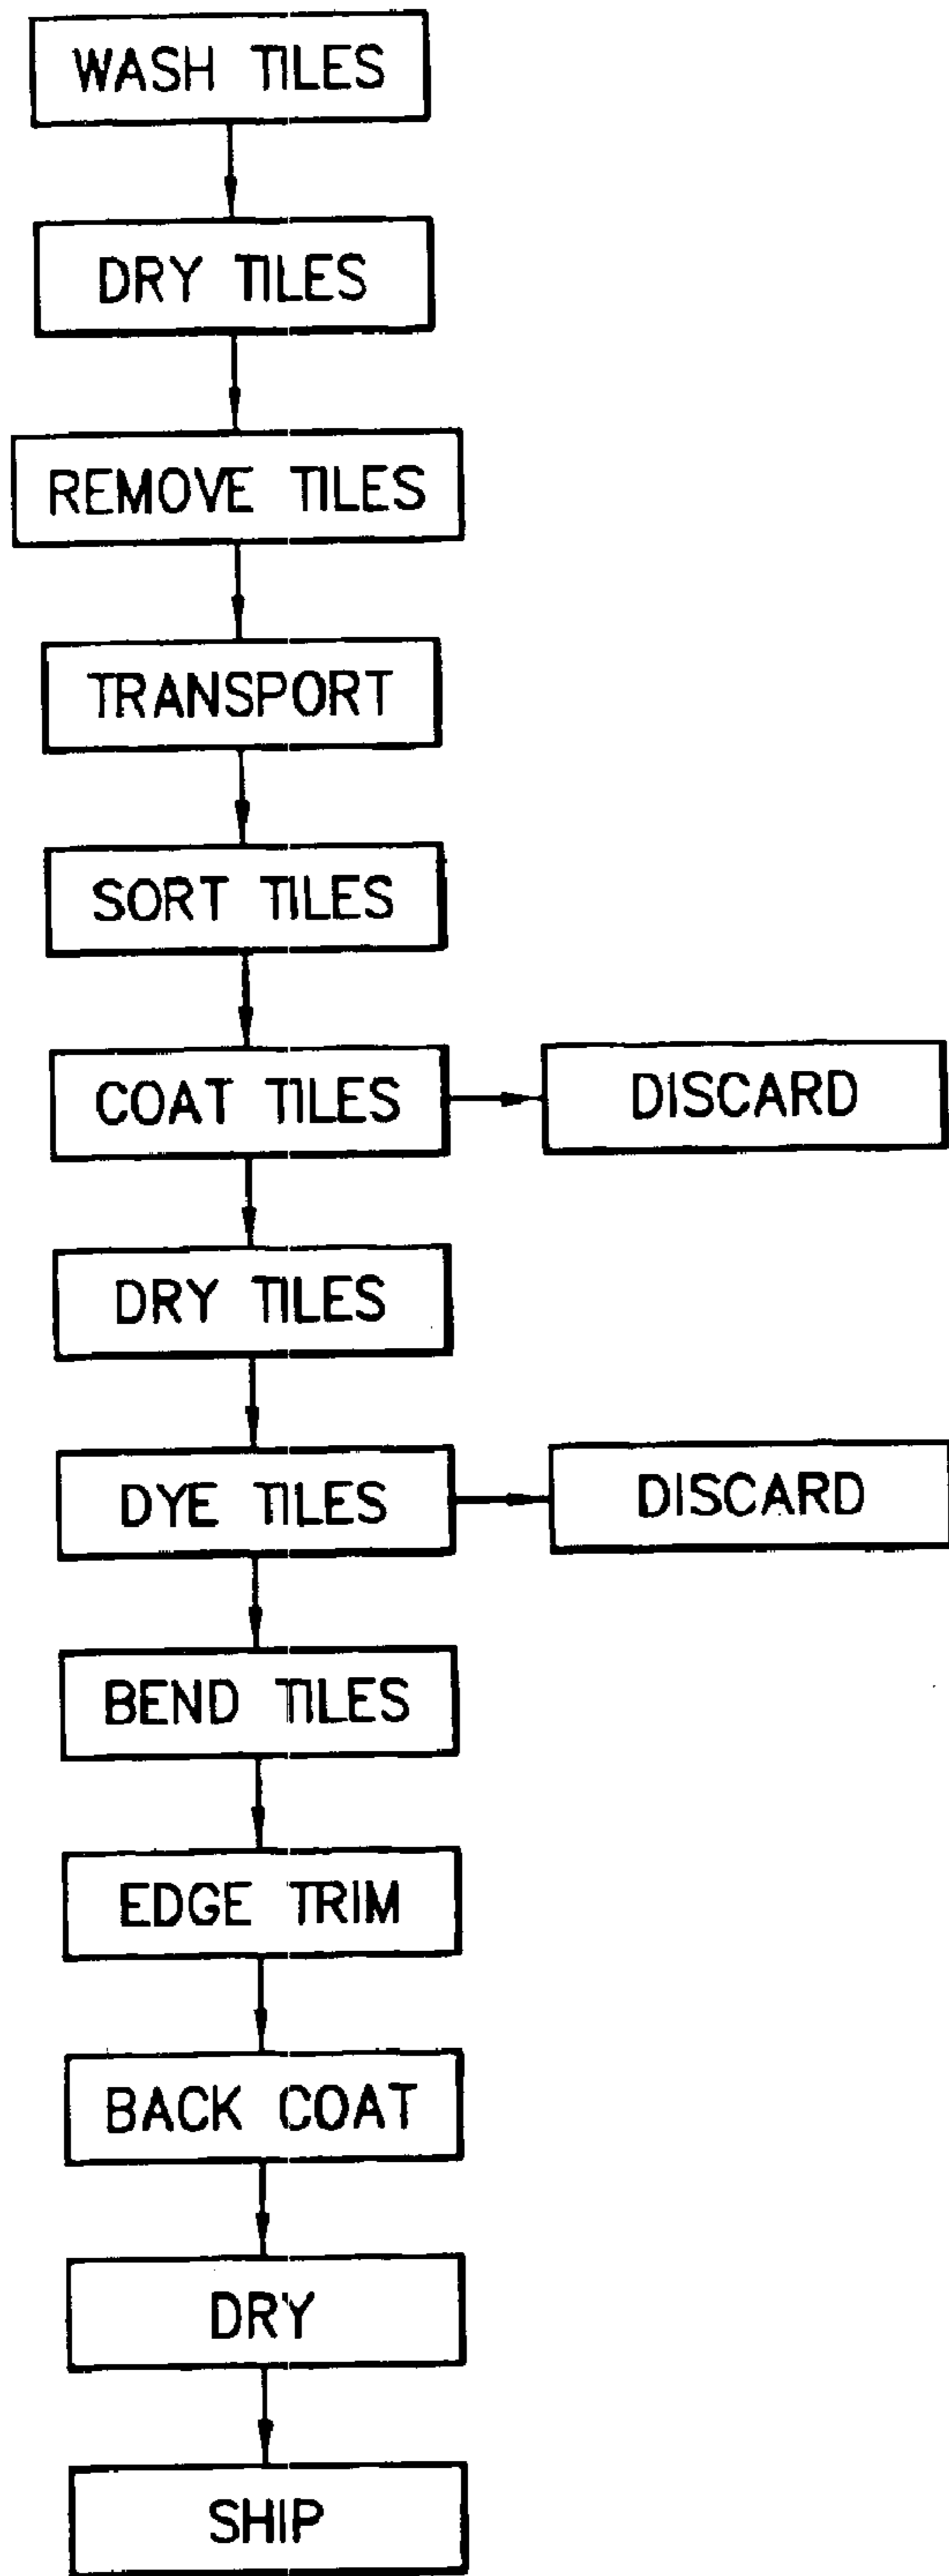 WASH TILES
DRY TILES
REMOVE TILES
TRANSPORT
SORT TILES
COAT TILES
DISCARD
DRY TILES
DYE TILES
DISCARD
BEND TILES
EDGE TRIM
BACK COAT
DRY
SHIP